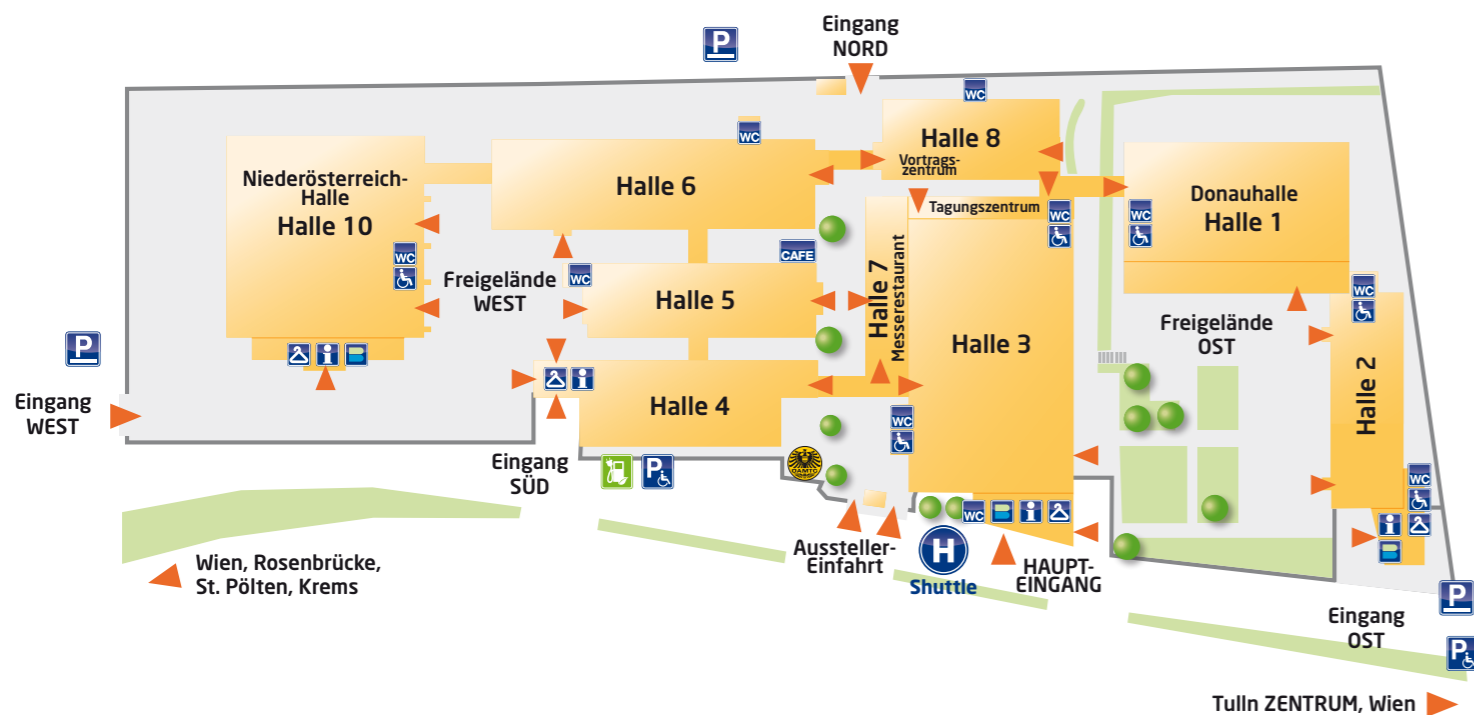 Eingang
NORD
P
WC
WC
Halle 8
Vortrags-
zentrum
Niederösterreich-
Halle
Halle 10
Halle 6
Donauhalle
Halle 1
Tagungszentrum
WC
WC
WC
CAFE
Freigelände
WEST
WC
Halle 5
Halle 7
Messerestaurant
Halle 3
Freigelände
OST
WC
P
i
i
Halle 4
Halle 2
Eingang
WEST
WC
Eingang
SÜD
P
ÖAMTC
WC
WC
i
i
Aussteller-
Einfahrt
H
Shuttle
HAUPT-
EINGANG
Wien, Rosenbrücke,
St. Pölten, Krems
P
Eingang
OST
P
Tulln ZENTRUM, Wien